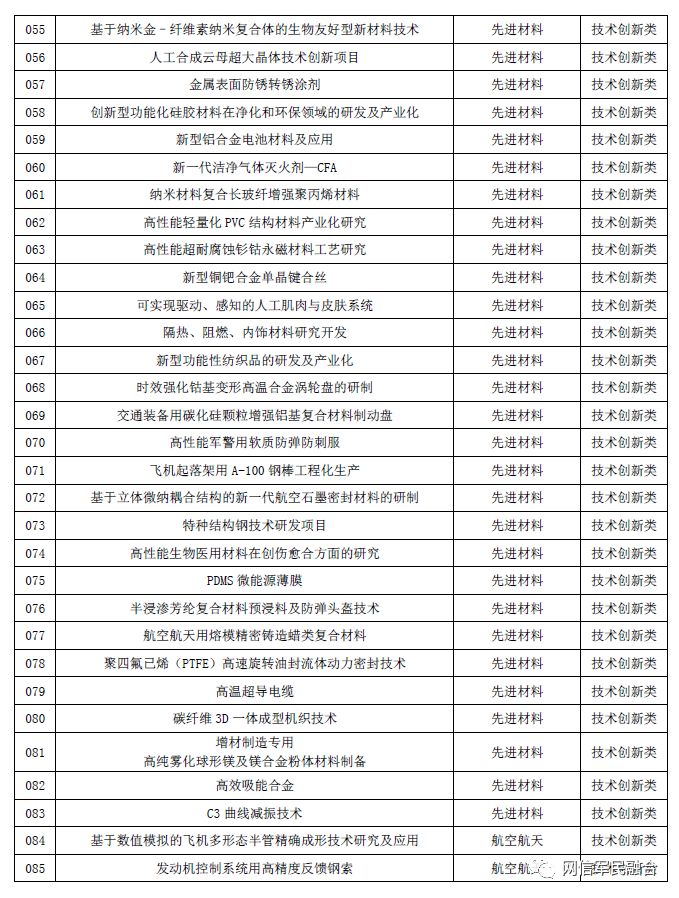 055 基于纳米金－纤维素纳米复合体的生物友好型新材料技术 先进材料 技术创新类
056 人工合成云母超大晶体技术创新项目 先进材料 技术创新类
057 金属表面防锈转锈涂剂 先进材料 技术创新类
058 创新型功能化硅胶材料在净化和环保领域的研发及产业化 先进材料 技术创新类
059 新型铝合金电池材料及应用 先进材料 技术创新类
060 新一代洁净气体灭火剂—CFA 先进材料 技术创新类
061 纳米材料复合长玻纤增强聚丙烯材料 先进材料 技术创新类
062 高性能轻量化 PVC 结构材料产业化研究 先进材料 技术创新类
063 高性能超耐腐蚀钐钴永磁材料工艺研究 先进材料 技术创新类
064 新型铜钯合金单晶键合丝 先进材料 技术创新类
065 可实现驱动、感知的人工肌肉与皮肤系统 先进材料 技术创新类
066 隔热、阻燃、内饰材料研究开发 先进材料 技术创新类
067 新型功能性纺织品的研发及产业化 先进材料 技术创新类
068 时效强化钴基变形高温合金涡轮盘的研制 先进材料 技术创新类
069 交通装备用碳化硅颗粒增强铝基复合材料制动盘 先进材料 技术创新类
070 高性能军警用软质防弹防刺服 先进材料 技术创新类
071 飞机起落架用 A-100 钢棒工程化生产 先进材料 技术创新类
072 基于立体微纳耦合结构的新一代航空石墨密封材料的研制 先进材料 技术创新类
073 特种结构钢技术研发项目 先进材料 技术创新类
074 高性能生物医用材料在创伤愈合方面的研究 先进材料 技术创新类
075 PDMS 微能源薄膜 先进材料 技术创新类
076 半浸渗芳纶复合材料预浸料及防弹头盔技术 先进材料 技术创新类
077 航空航天用熔模精密铸造蜡类复合材料 先进材料 技术创新类
078 聚四氟已烯（PTFE）高速旋转油封流体动力密封技术 先进材料 技术创新类
079 高温超导电缆 先进材料 技术创新类
080 碳纤维 3D 一体成型机织技术 先进材料 技术创新类
081 增材制造专用
高纯雾化球形镁及镁合金粉体材料制备 先进材料 技术创新类
082 高效吸能合金 先进材料 技术创新类
083 C3 曲线减振技术 先进材料 技术创新类
084 基于数值模拟的飞机多形态半管精确成形技术研究及应用 航空航天 技术创新类
085 发动机控制系统用高精度反馈钢索 航空航
网信军民融合